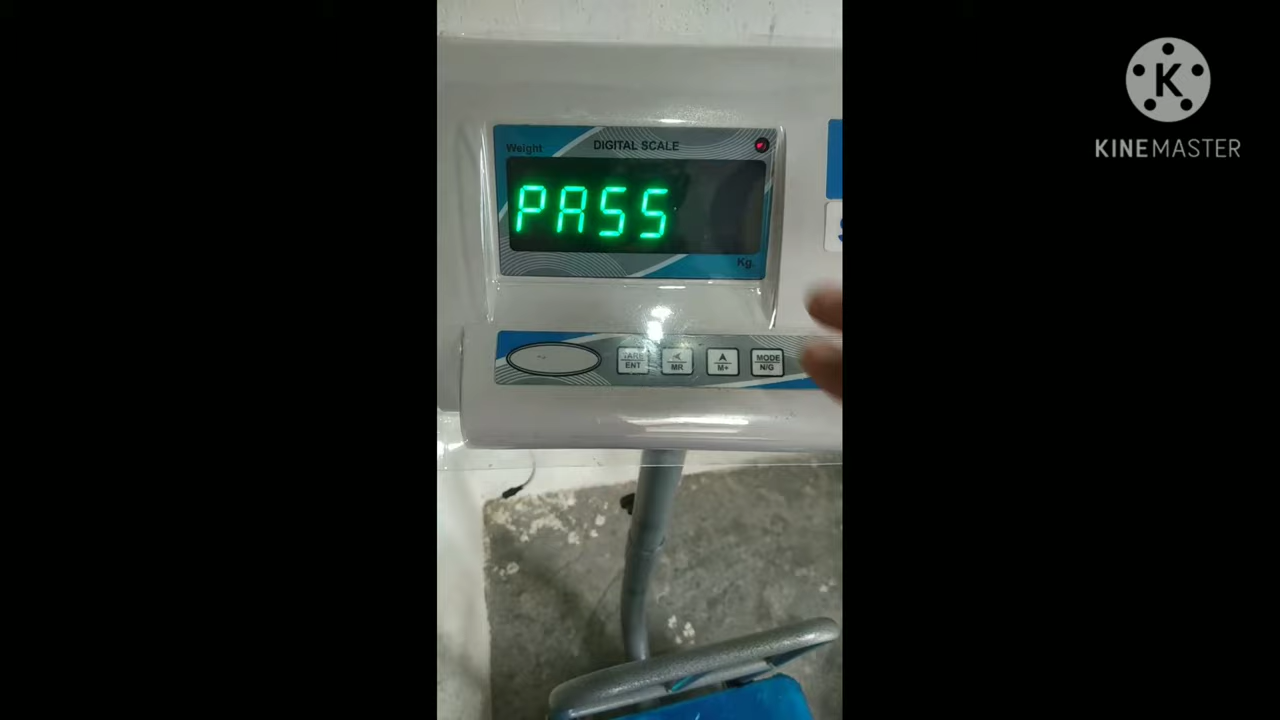 KINEMASTER
Weight
DIGITAL SCALE
PASS
Kg.
TARE
ENT
MR
M+
MODE
N/G